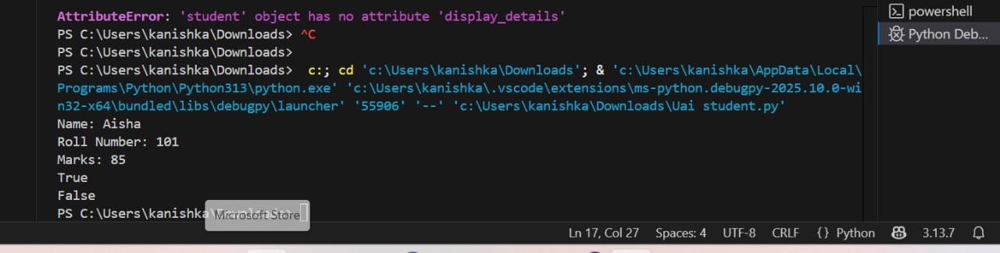 AttributeError: 'student' object has no attribute 'display_details'
PS C:\Users\kanishka\Downloads> ^C
PS C:\Users\kanishka\Downloads>
PS C:\Users\kanishka\Downloads>  c:; cd 'c:\Users\kanishka\Downloads'; & 'c:\Users\kanishka\AppData\Local\
Programs\Python\Python313\python.exe' 'c:\Users\kanishka\.vscode\extensions\ms-python.debugpy-2025.10.0-wi
n32-x64\bundled\libs\debugpy\launcher' '55906' '--' 'c:\Users\kanishka\Downloads\Uai student.py'
Name: Aisha
Roll Number: 101
Marks: 85
True
False
PS C:\Users\kanishka\Downloads>
Microsoft Store
powershell
Python Deb...
Ln 17, Col 27 Spaces: 4 UTF-8 CRLF {} Python 3.13.7